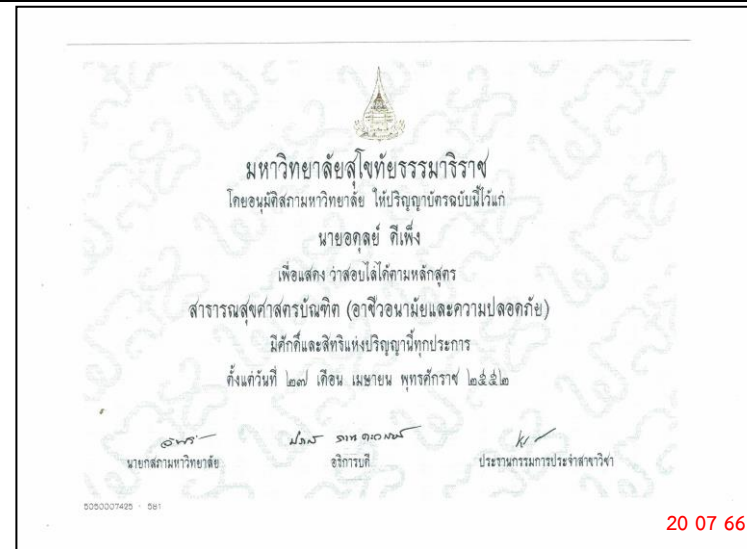 มหาวิทยาลัยสุโขทัยธรรมาธิราช
โดยอนุมัติสภามหาวิทยาลัย ให้ปริญญาบัตรฉบับนี้ไว้แก่
นายอดุลย์ ดีเพ็ง
เพื่อแสดง ว่าสอบไล่ได้ตามหลักสูตร
สาธารณสุขศาสตรบัณฑิต (อาชีวอนามัยและความปลอดภัย)
มีศักดิ์และสิทธิแห่งปริญญานี้ทุกประการ
ตั้งแต่วันที่ ๒๗ เดือน เมษายน พุทธศักราช ๒๕๕๒
นายกสภามหาวิทยาลัย อธิการบดี ประธานกรรมการประจำสาขาวิชา
5050007425 - 581
20 07 66